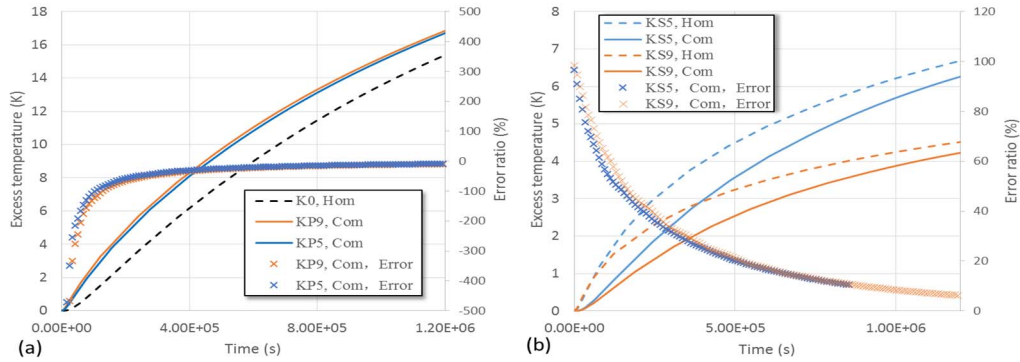 18
16
14
12
10
8
6
4
2
0
Excess temperature (K)
500
400
300
200
100
0
-100
-200
-300
-400
-500
Error ratio (%)
K0, Hom
KP9, Com
KP5, Com
KP9, Com，Error
KP5, Com，Error
0.00E+00 4.00E+05 8.00E+05 1.20E+06
Time (s)
(a)
8
7
6
5
4
3
2
1
0
Excess temperature (K)
120
100
80
60
40
20
0
Error ratio (%)
KS5, Hom
KS5, Com
KS9, Hom
KS9, Com
KS5，Com，Error
KS9，Com，Error
0.00E+00 5.00E+05 1.00E+06
Time (s)
(b)